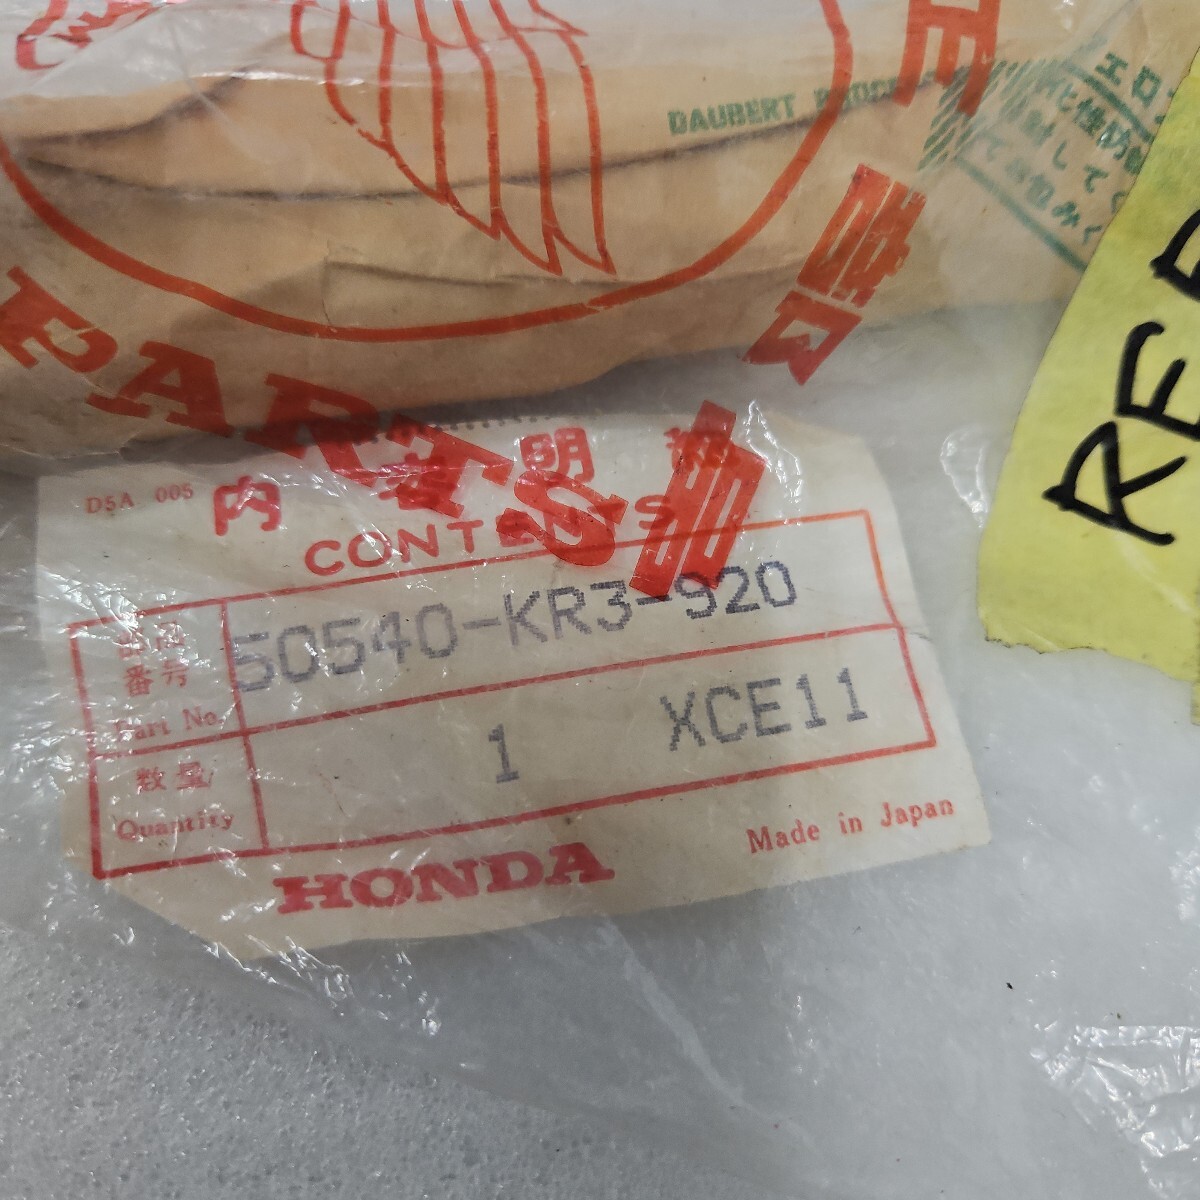 DAUBERT
PARTS
D5A 005
内容明細
CONTENTS
部品
番号
Part No.
50540-KR3-920
数量
Quantity
1 XCE11
HONDA
Made in Japan